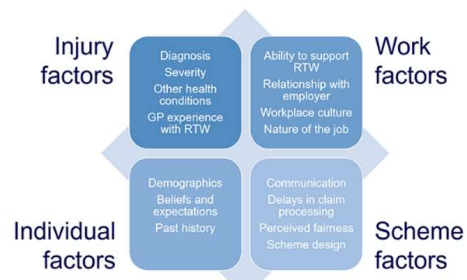 Injury
factors
Diagnosis
Severity
Other health
conditions
GP experience
with RTW
Ability to support
RTW
Relationship with
employer
Workplace culture
Nature of the job
Work
factors
Individual
factors
Demographics
Beliefs and
expectations
Past history
Communication
Delays in claim
processing
Perceived fairness
Scheme design
Scheme
factors